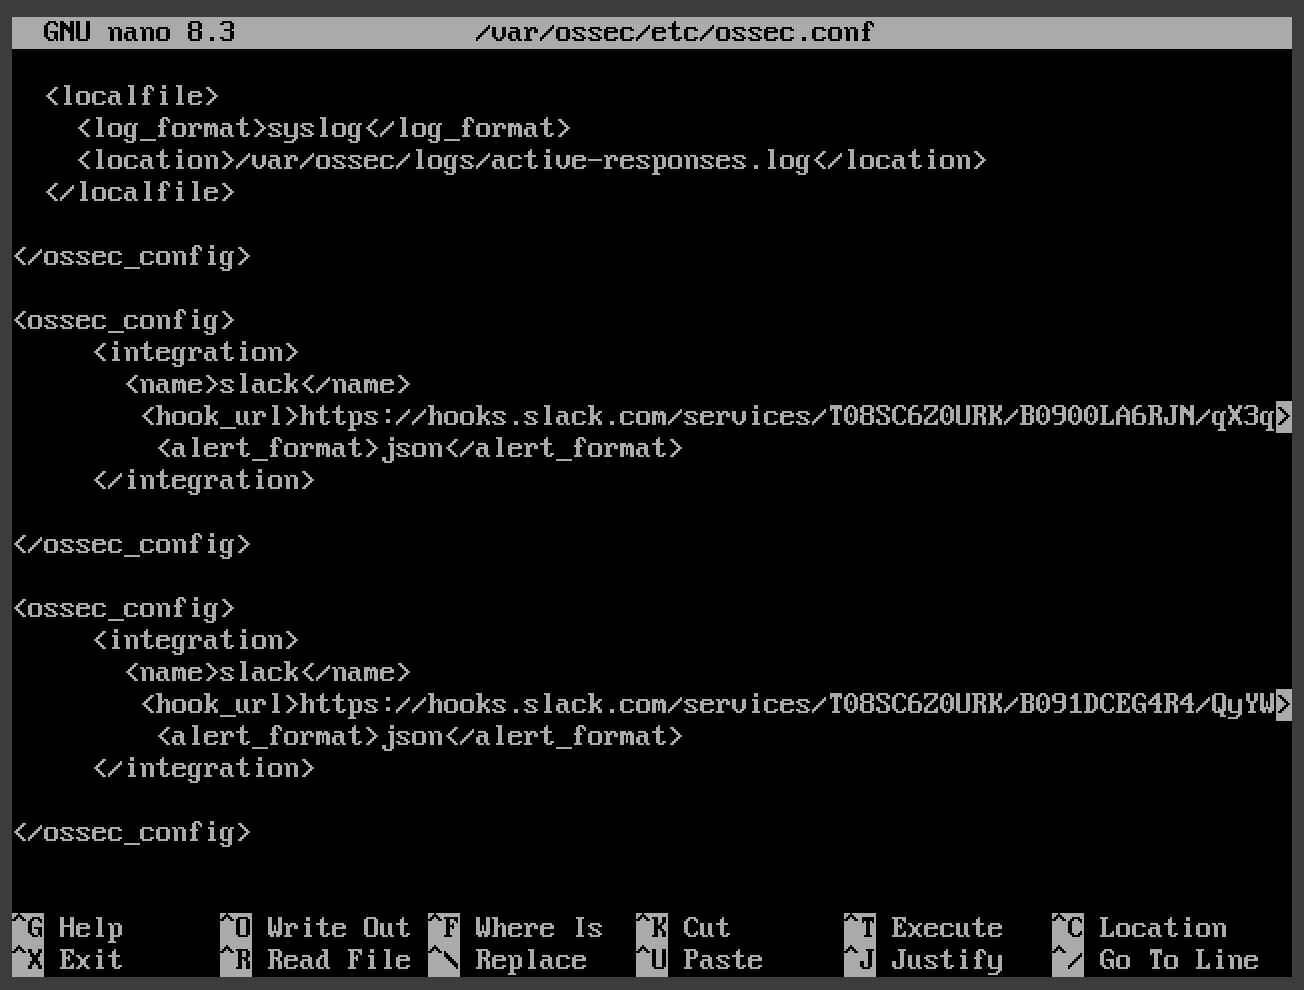 GNU nano 8.3 /var/ossec/etc/ossec.conf
<localfile>
<log_format>syslog</log_format>
<location>/var/ossec/logs/active-responses.log</location>
</localfile>
</ossec_config>
<ossec_config>
<integration>
<name>slack</name>
<hook_url>https://hooks.slack.com/services/T08SC6Z0URK/B0900LA6RJN/qX3q>
<alert_format>json</alert_format>
</integration>
</ossec_config>
<ossec_config>
<integration>
<name>slack</name>
<hook_url>https://hooks.slack.com/services/T08SC6Z0URK/B091DCEG4R4/QyYW>
<alert_format>json</alert_format>
</integration>
</ossec_config>
^G Help ^O Write Out ^F Where Is ^K Cut ^T Execute ^C Location
^X Exit ^R Read File ^\ Replace ^U Paste ^J Justify ^/ Go To Line